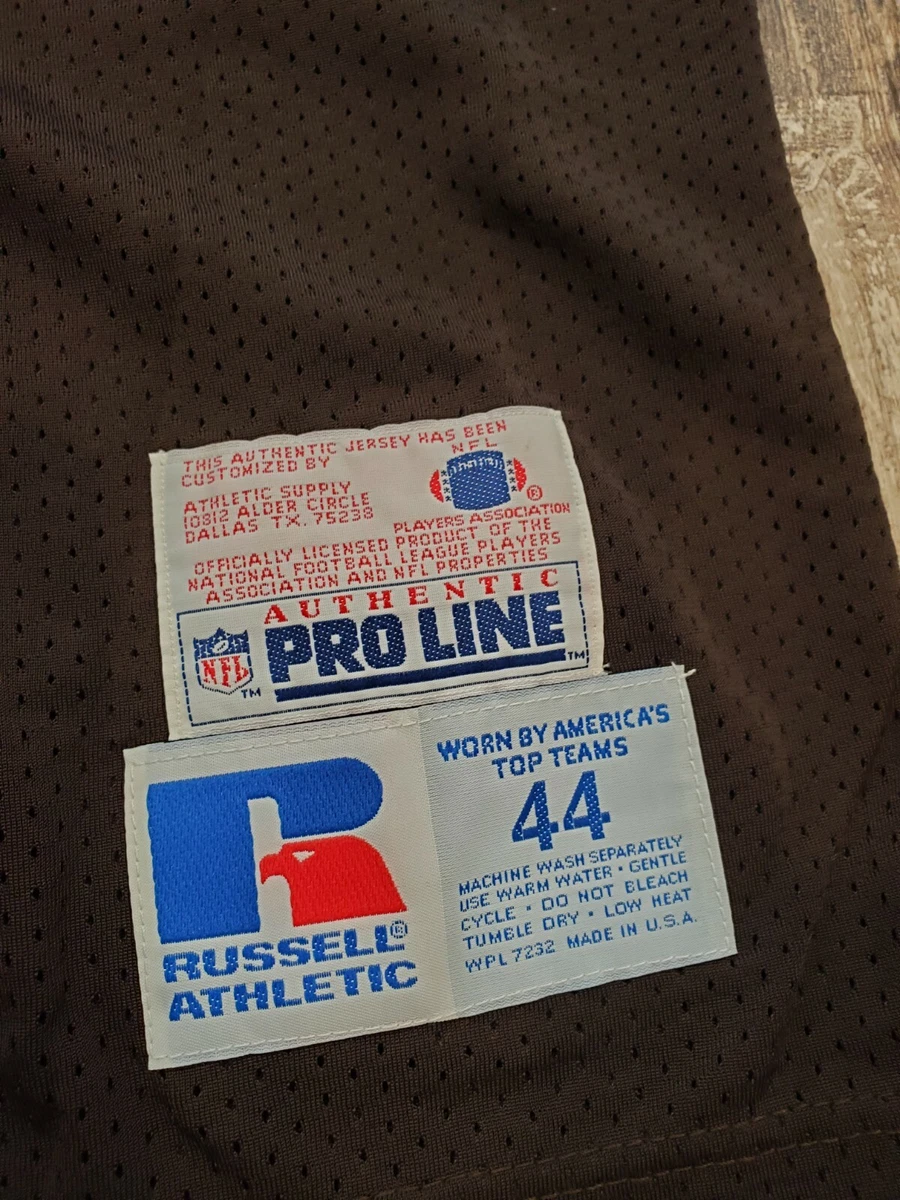 THIS AUTHENTIC JERSEY HAS BEEN
CUSTOMIZED BY
ATHLETIC SUPPLY
10812 ALDER CIRCLE
DALLAS TX. 75238
NFL
®
PLAYERS ASSOCIATION
OFFICIALLY LICENSED PRODUCT OF THE
NATIONAL FOOTBALL LEAGUE PLAYERS
ASSOCIATION AND NFL PROPERTIES
AUTHENTIC
NFL TM
PRO LINE TM
RUSSELL®
ATHLETIC
WORN BY AMERICA'S
TOP TEAMS
44
MACHINE WASH SEPARATELY
USE WARM WATER · GENTLE
CYCLE · DO NOT BLEACH
TUMBLE DRY · LOW HEAT
WPL 7232 MADE IN U.S.A.